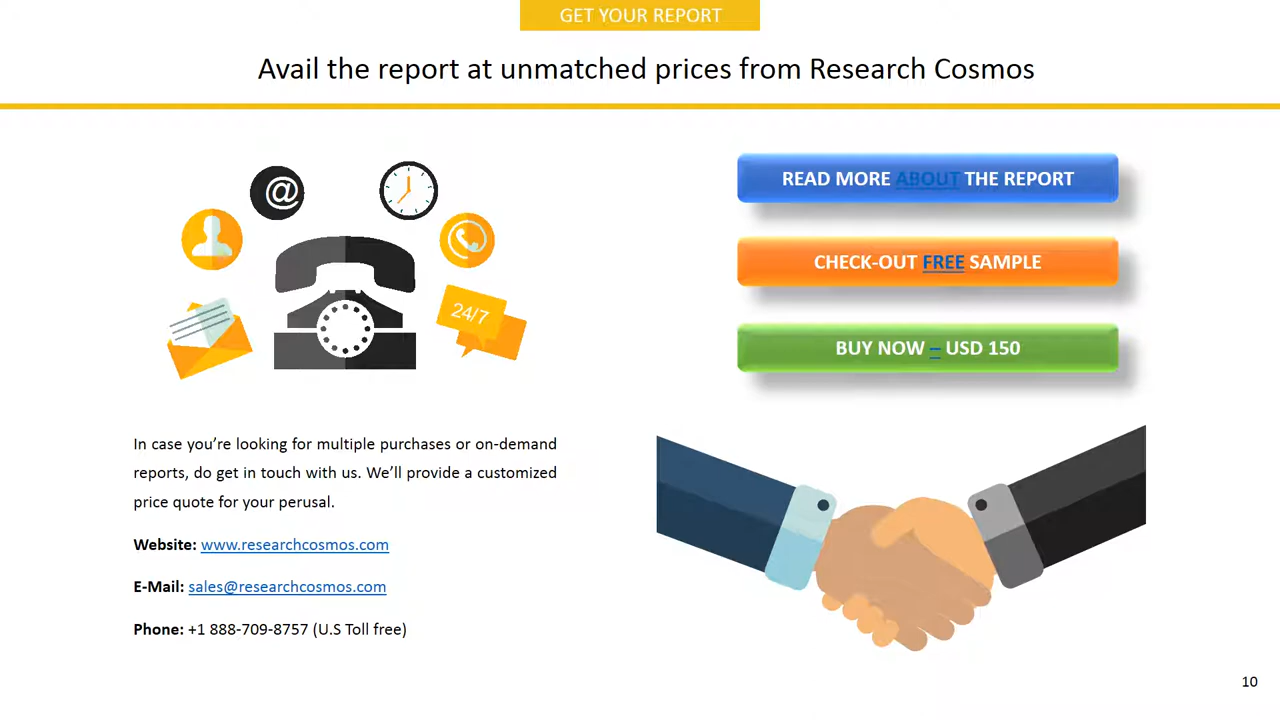 GET YOUR REPORT
Avail the report at unmatched prices from Research Cosmos
@
24/7
READ MORE ABOUT THE REPORT
CHECK-OUT FREE SAMPLE
BUY NOW – USD 150
In case you’re looking for multiple purchases or on-demand
reports, do get in touch with us. We’ll provide a customized
price quote for your perusal.
Website: www.researchcosmos.com
E-Mail: sales@researchcosmos.com
Phone: +1 888-709-8757 (U.S Toll free)
10